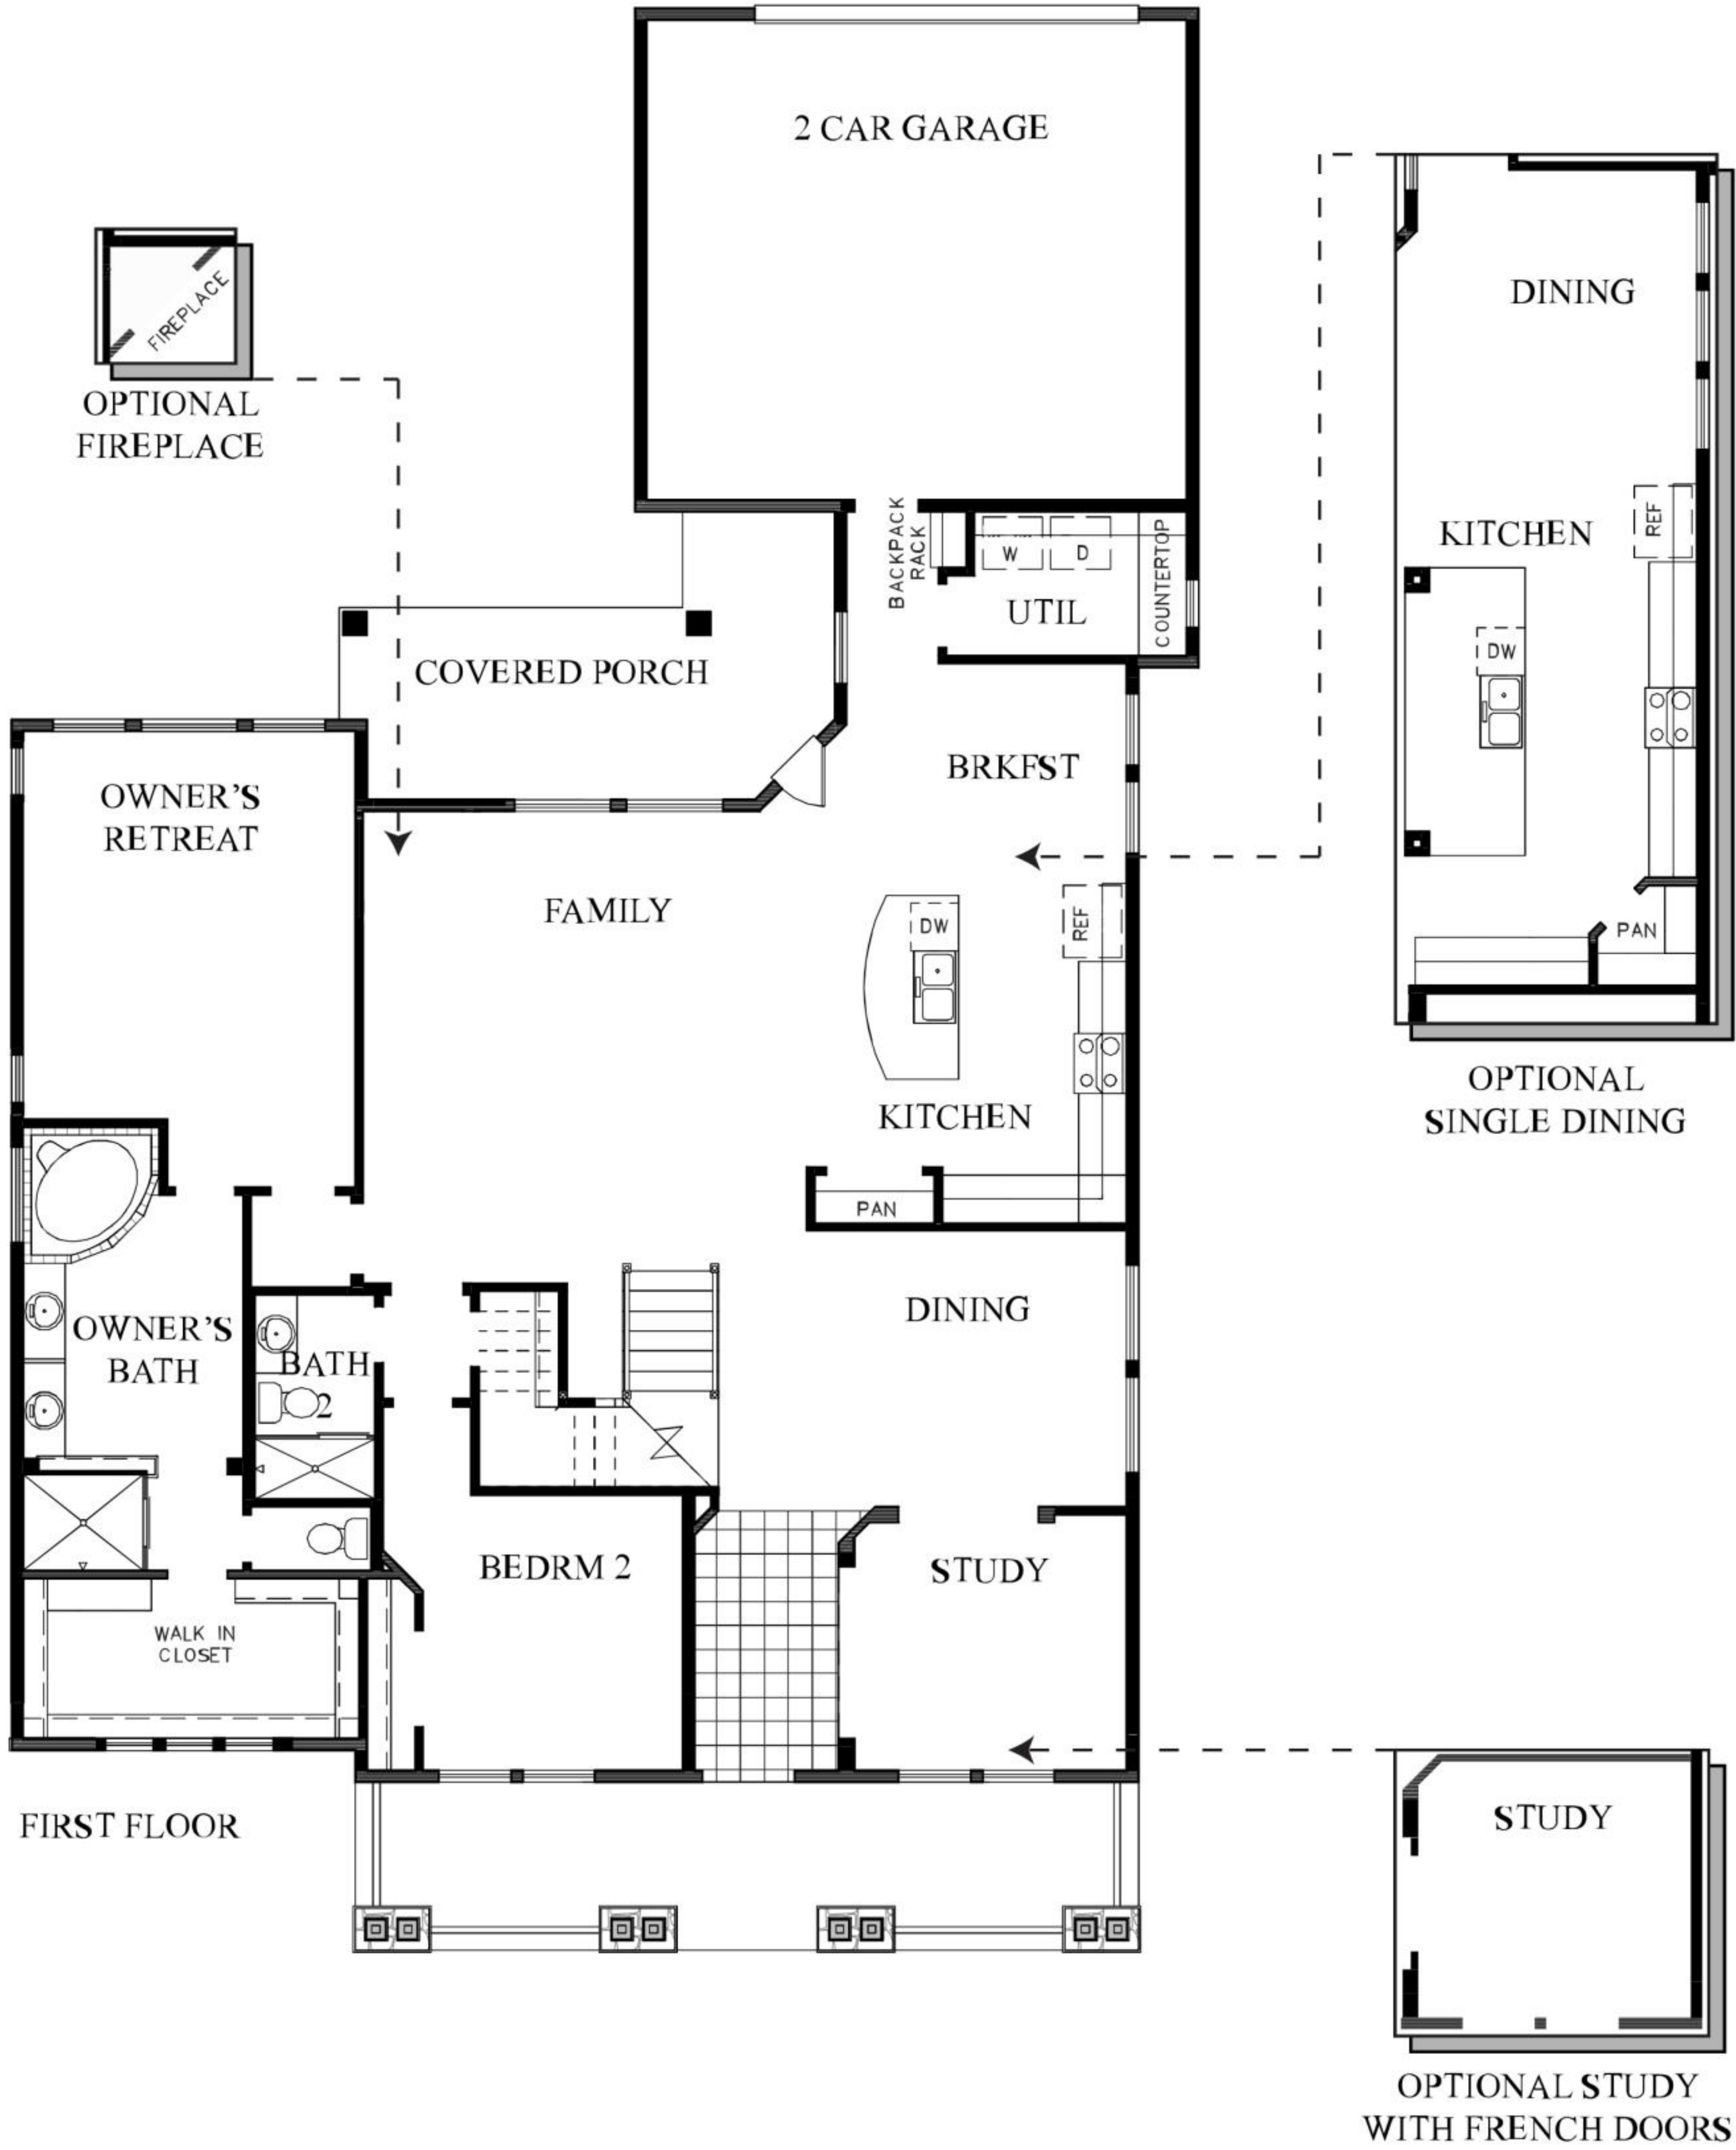 2 CAR GARAGE
FIREPLACE
OPTIONAL
FIREPLACE
DINING
KITCHEN
REF
DW
PAN
OPTIONAL
SINGLE DINING
BACKPACK
RACK
W
D
COUNTERTOP
UTIL
COVERED PORCH
BRKFST
OWNER'S
RETREAT
FAMILY
DW
REF
KITCHEN
PAN
DINING
OWNER'S
BATH
BATH
2
BEDRM 2
STUDY
WALK IN
CLOSET
FIRST FLOOR
STUDY
OPTIONAL STUDY
WITH FRENCH DOORS